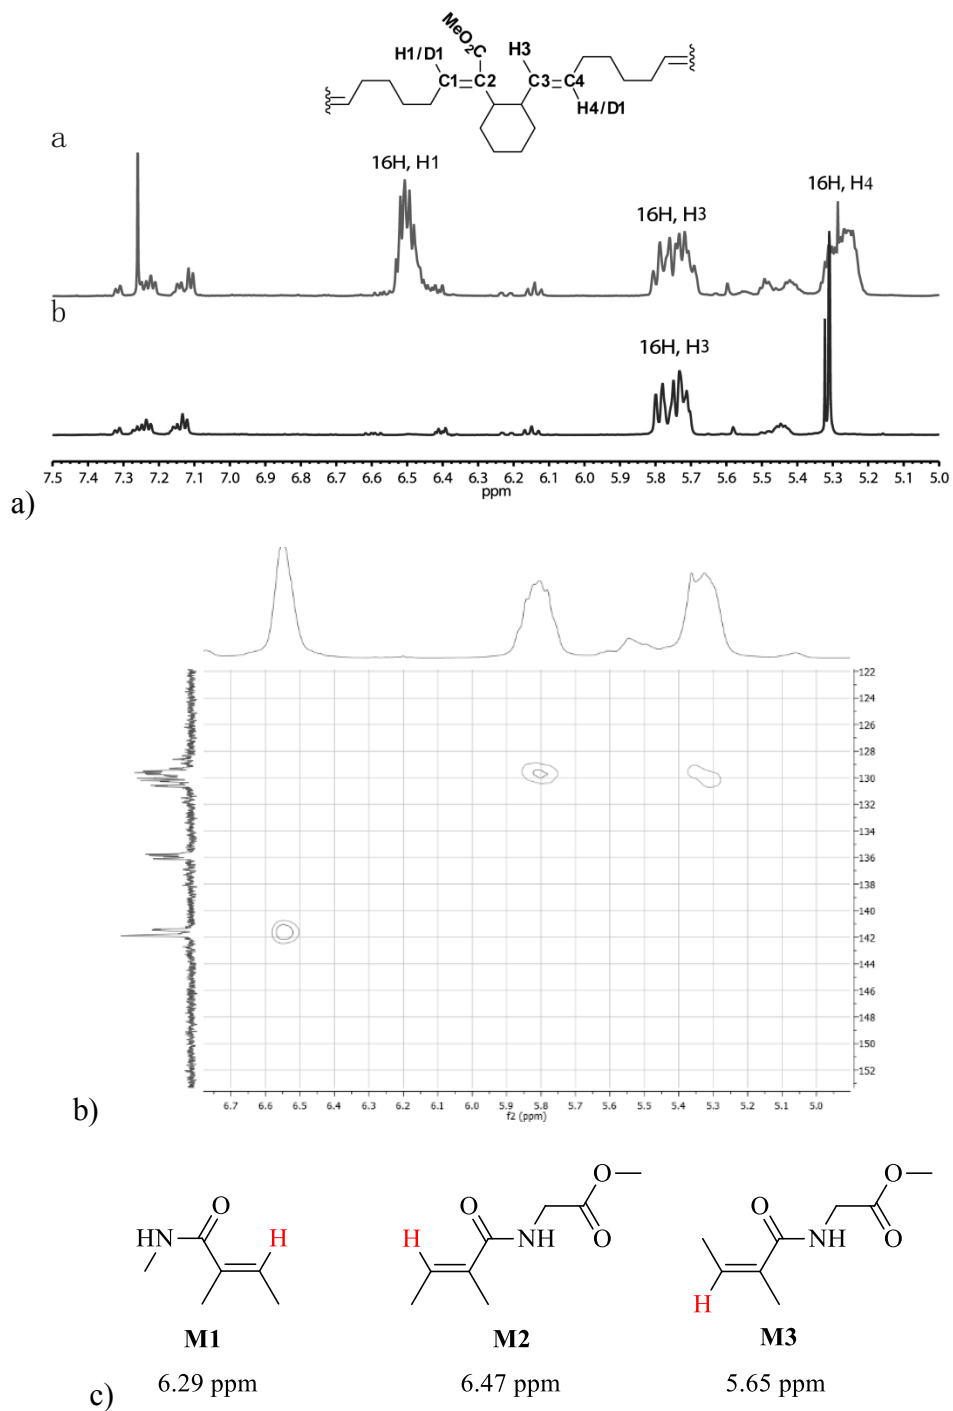 MeO2C
H1/D1
H3
C1
C2
C3
C4
H4/D1
a
16H, H1
16H, H3
16H, H4
b
16H, H3
7.5 7.4 7.3 7.2 7.1 7.0 6.9 6.8 6.7 6.6 6.5 6.4 6.3 6.2 6.1 6.0 5.9 5.8 5.7 5.6 5.5 5.4 5.3 5.2 5.1 5.0
ppm
a)
122
124
126
128
130
132
134
136
138
140
142
144
146
148
150
152
6.7 6.6 6.5 6.4 6.3 6.2 6.1 6.0 5.9 5.8 5.7 5.6 5.5 5.4 5.3 5.2 5.1 5.0
f2 (ppm)
b)
O
HN
H
M1
6.29 ppm
O
O
H
NH
O
M2
6.47 ppm
O
O
NH
O
H
M3
5.65 ppm
c)